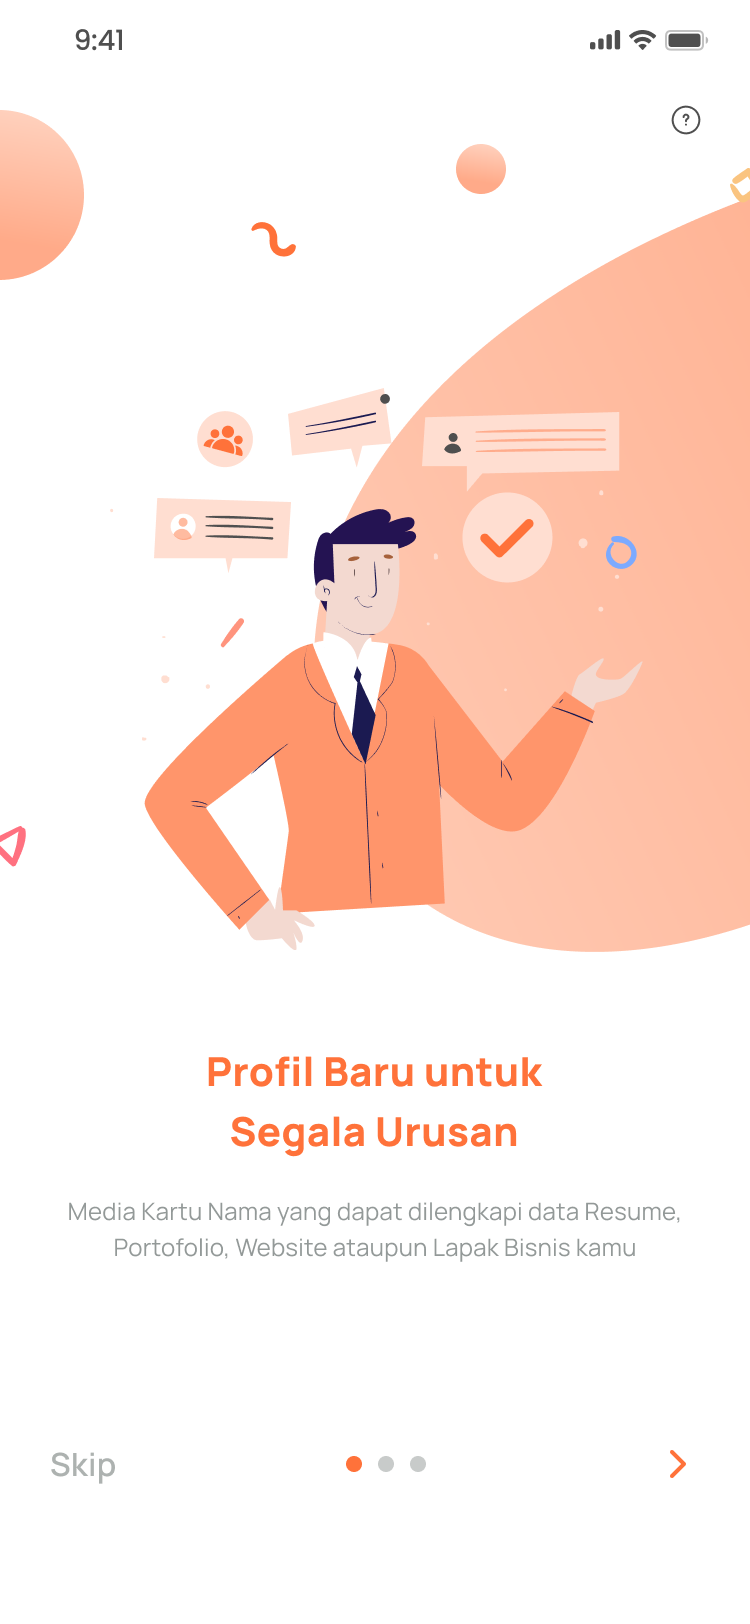 9:41
?
Profil Baru untuk
Segala Urusan
Media Kartu Nama yang dapat dilengkapi data Resume,
Portofolio, Website ataupun Lapak Bisnis kamu
Skip